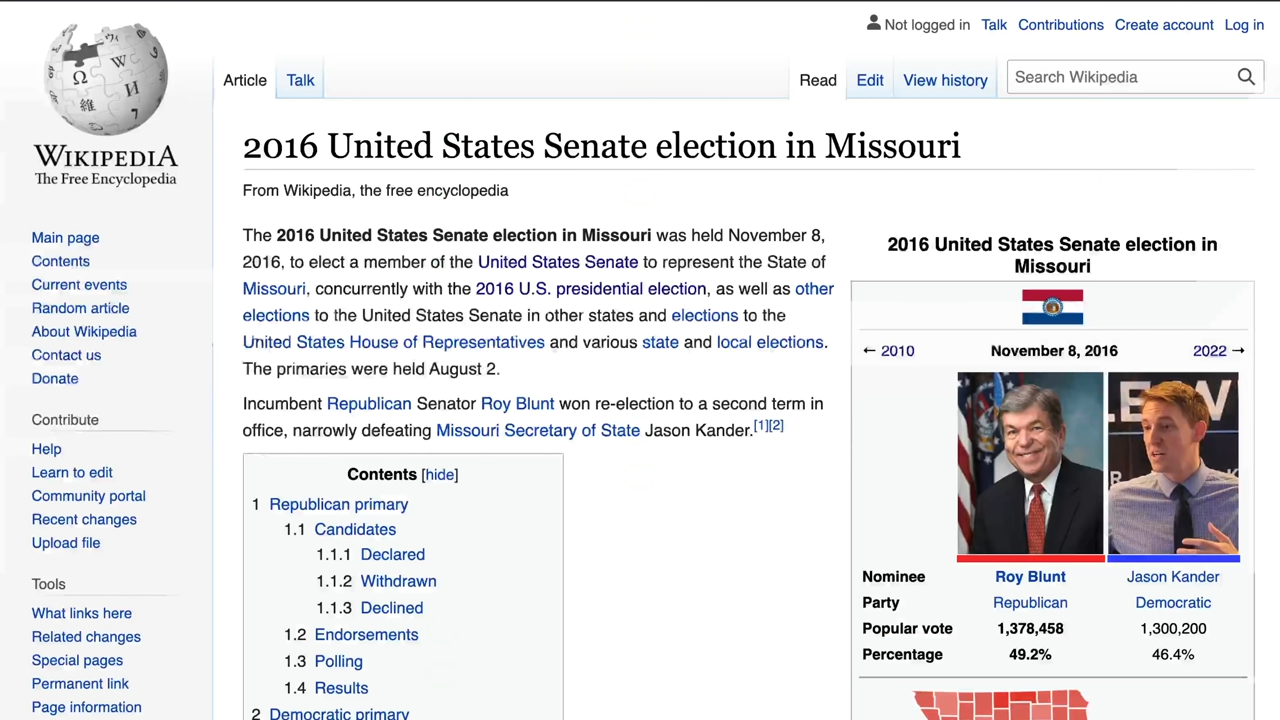 Not logged in Talk Contributions Create account Log in
Article Talk Read Edit View history Search Wikipedia
WIKIPEDIA
The Free Encyclopedia
Main page
Contents
Current events
Random article
About Wikipedia
Contact us
Donate
Contribute
Help
Learn to edit
Community portal
Recent changes
Upload file
Tools
What links here
Related changes
Special pages
Permanent link
Page information
2016 United States Senate election in Missouri
From Wikipedia, the free encyclopedia
The 2016 United States Senate election in Missouri was held November 8,
2016, to elect a member of the United States Senate to represent the State of
Missouri, concurrently with the 2016 U.S. presidential election, as well as other
elections to the United States Senate in other states and elections to the
United States House of Representatives and various state and local elections.
The primaries were held August 2.
Incumbent Republican Senator Roy Blunt won re-election to a second term in
office, narrowly defeating Missouri Secretary of State Jason Kander.[1][2]
Contents [hide]
1 Republican primary
1.1 Candidates
1.1.1 Declared
1.1.2 Withdrawn
1.1.3 Declined
1.2 Endorsements
1.3 Polling
1.4 Results
2 Democratic primary
2016 United States Senate election in
Missouri
← 2010 November 8, 2016 2022 →
Nominee Roy Blunt Jason Kander
Party Republican Democratic
Popular vote 1,378,458 1,300,200
Percentage 49.2% 46.4%